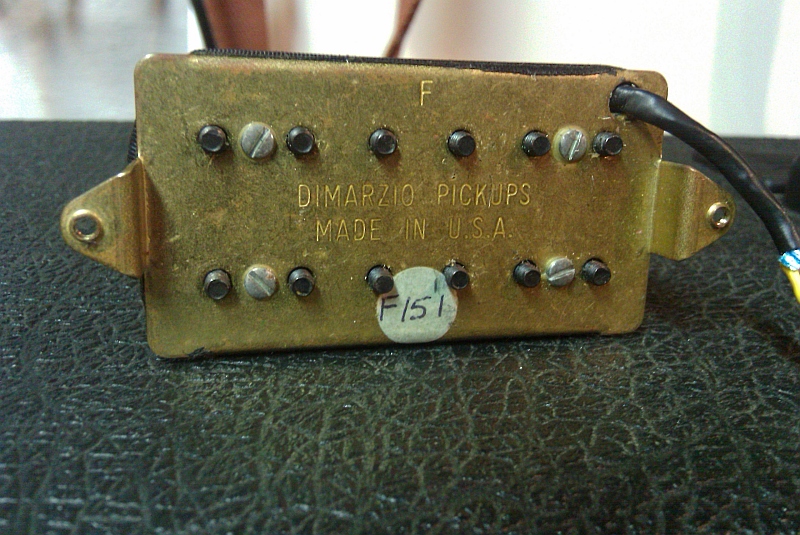 F
DIMARZIO PICKUPS
MADE IN U.S.A.
F151